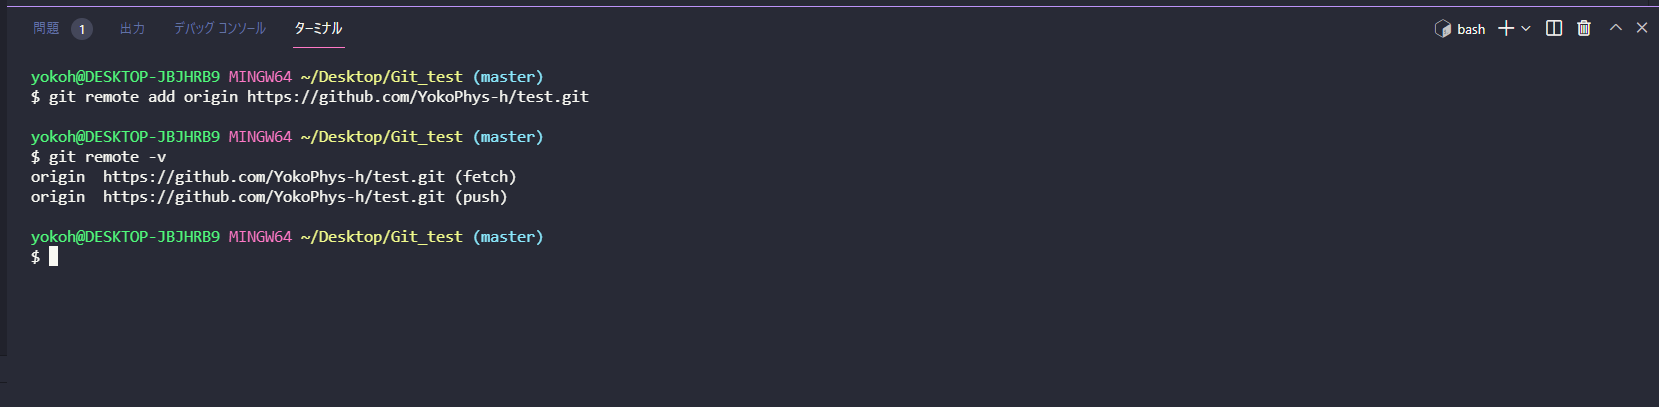 問題 1 出力 デバッグ コンソール ターミナル bash
yokoh@DESKTOP-JBJHRB9 MINGW64 ~/Desktop/Git_test (master)
$ git remote add origin https://github.com/YokoPhys-h/test.git
yokoh@DESKTOP-JBJHRB9 MINGW64 ~/Desktop/Git_test (master)
$ git remote -v
origin  https://github.com/YokoPhys-h/test.git (fetch)
origin  https://github.com/YokoPhys-h/test.git (push)
yokoh@DESKTOP-JBJHRB9 MINGW64 ~/Desktop/Git_test (master)
$